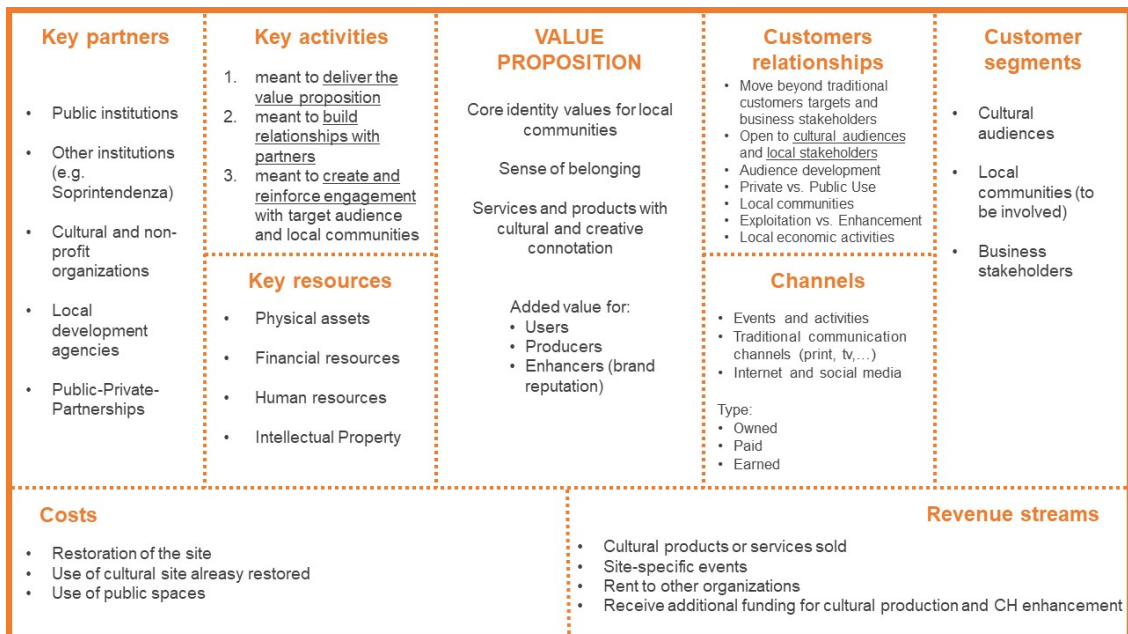 Key partners
• Public institutions
• Other institutions
(e.g.
Soprintendenza)
• Cultural and non-
profit
organizations
• Local
development
agencies
• Public-Private-
Partnerships
Key activities
1. meant to deliver the
value proposition
2. meant to build
relationships with
partners
3. meant to create and
reinforce engagement
with target audience
and local communities
Key resources
• Physical assets
• Financial resources
• Human resources
• Intellectual Property
VALUE
PROPOSITION
Core identity values for local
communities
Sense of belonging
Services and products with
cultural and creative
connotation
Added value for:
• Users
• Producers
• Enhancers (brand
reputation)
Customers
relationships
• Move beyond traditional
customers targets and
business stakeholders
• Open to cultural audiences
and local stakeholders
• Audience development
• Private vs. Public Use
• Local communities
• Exploitation vs. Enhancement
• Local economic activities
Channels
• Events and activities
• Traditional communication
channels (print, tv,...)
• Internet and social media
Type:
• Owned
• Paid
• Earned
Customer
segments
• Cultural
audiences
• Local
communities (to
be involved)
• Business
stakeholders
Costs
• Restoration of the site
• Use of cultural site alreasy restored
• Use of public spaces
Revenue streams
• Cultural products or services sold
• Site-specific events
• Rent to other organizations
• Receive additional funding for cultural production and CH enhancement